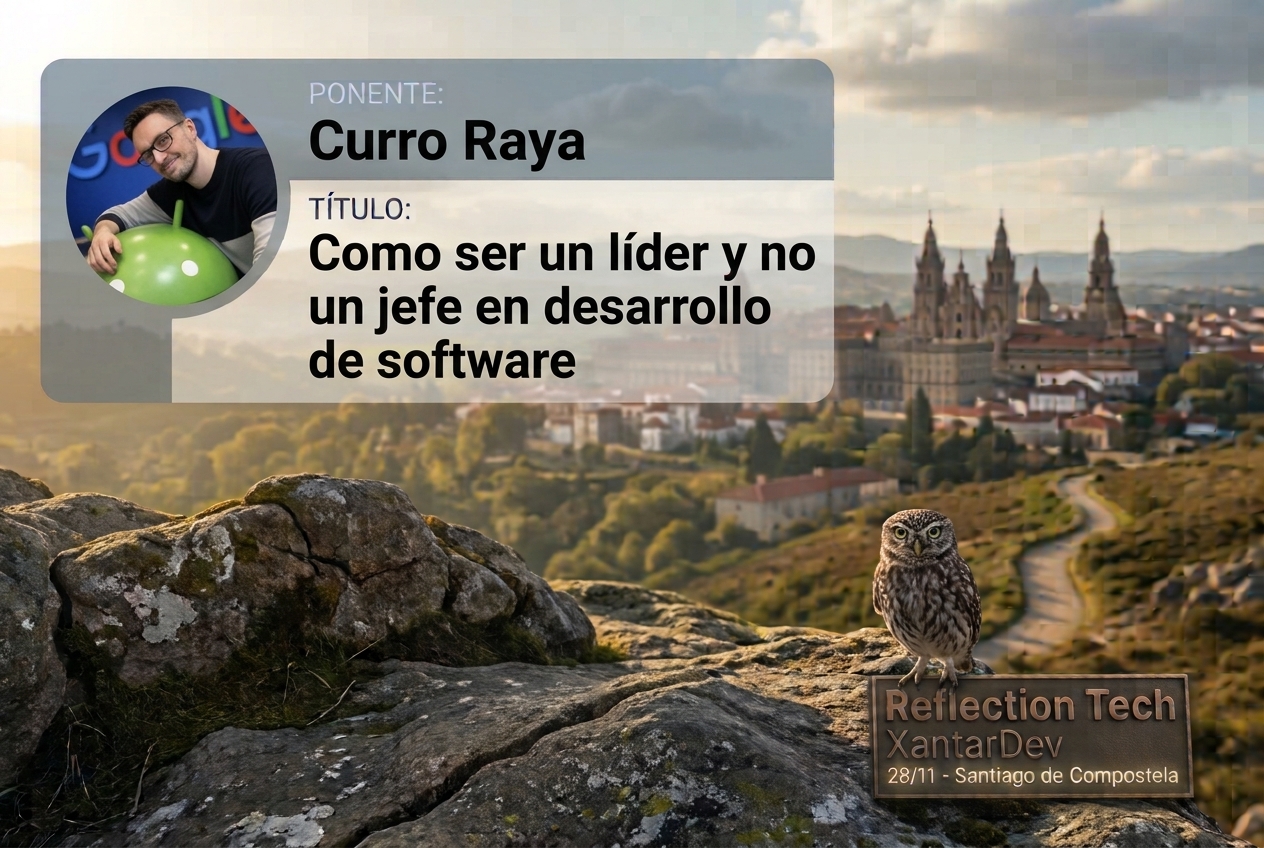 Google
PONENTE:
Curro Raya
TÍTULO:
Como ser un líder y no
un jefe en desarrollo
de software
Reflection Tech
XantarDev
28/11 - Santiago de Compostela